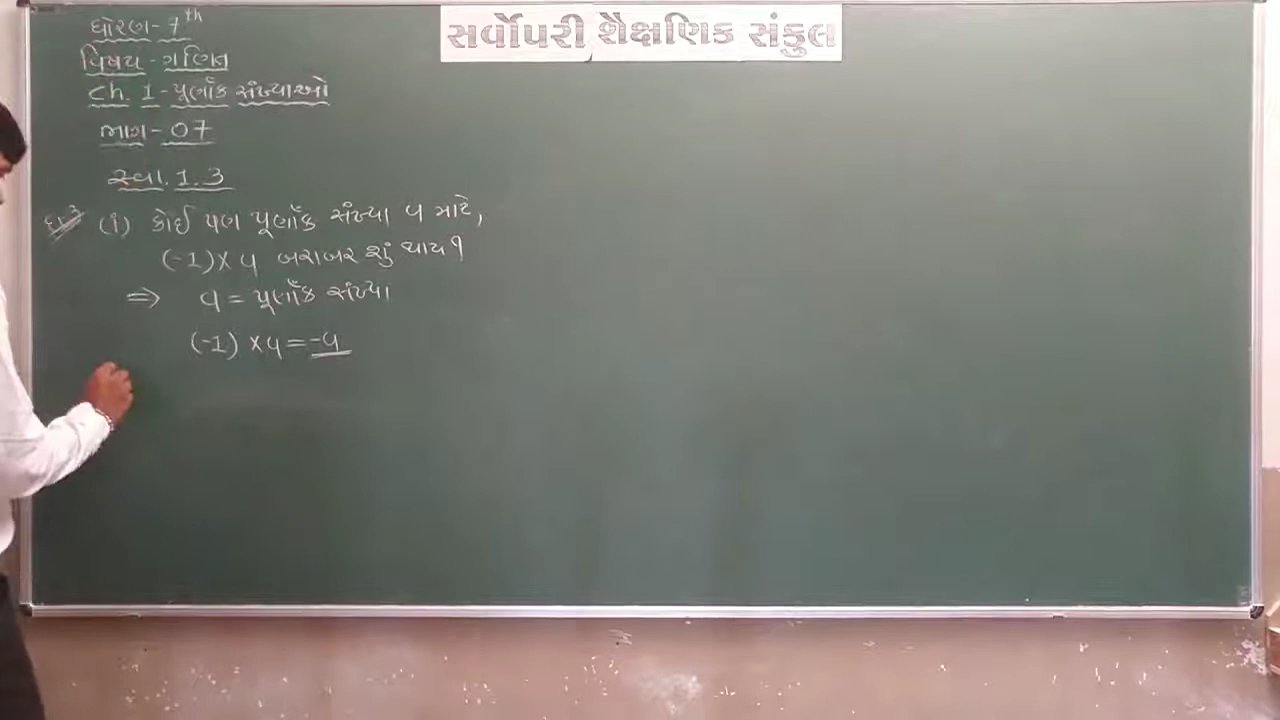 સર્વોપરી શૈક્ષણિક સંકુલ
ધોરણ - 7th
વિષય - ગણિત
Ch. 1 - પૂર્ણાંક સંખ્યાઓ
ભાગ - 07
સ્વા. 1.3
(i) કોઈ પણ પૂર્ણાંક સંખ્યા a માટે,
(-1) × a બરાબર શું થાય ?
⇒ a = પૂર્ણાંક સંખ્યા
(-1) × a = -a